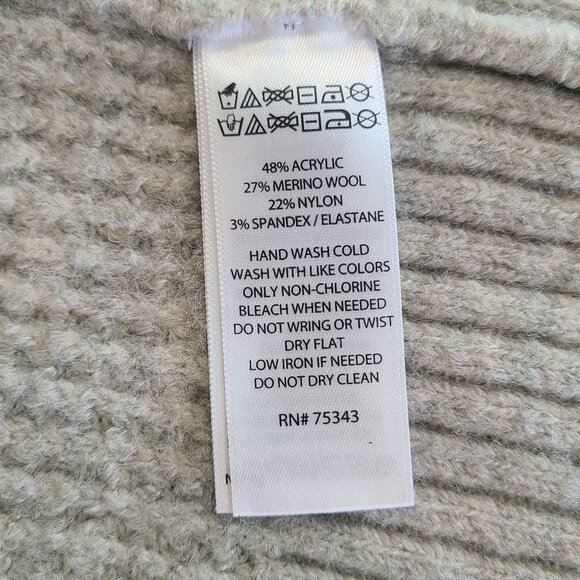 48% ACRYLIC
27% MERINO WOOL
22% NYLON
3% SPANDEX / ELASTANE
HAND WASH COLD
WASH WITH LIKE COLORS
ONLY NON-CHLORINE
BLEACH WHEN NEEDED
DO NOT WRING OR TWIST
DRY FLAT
LOW IRON IF NEEDED
DO NOT DRY CLEAN
RN# 75343